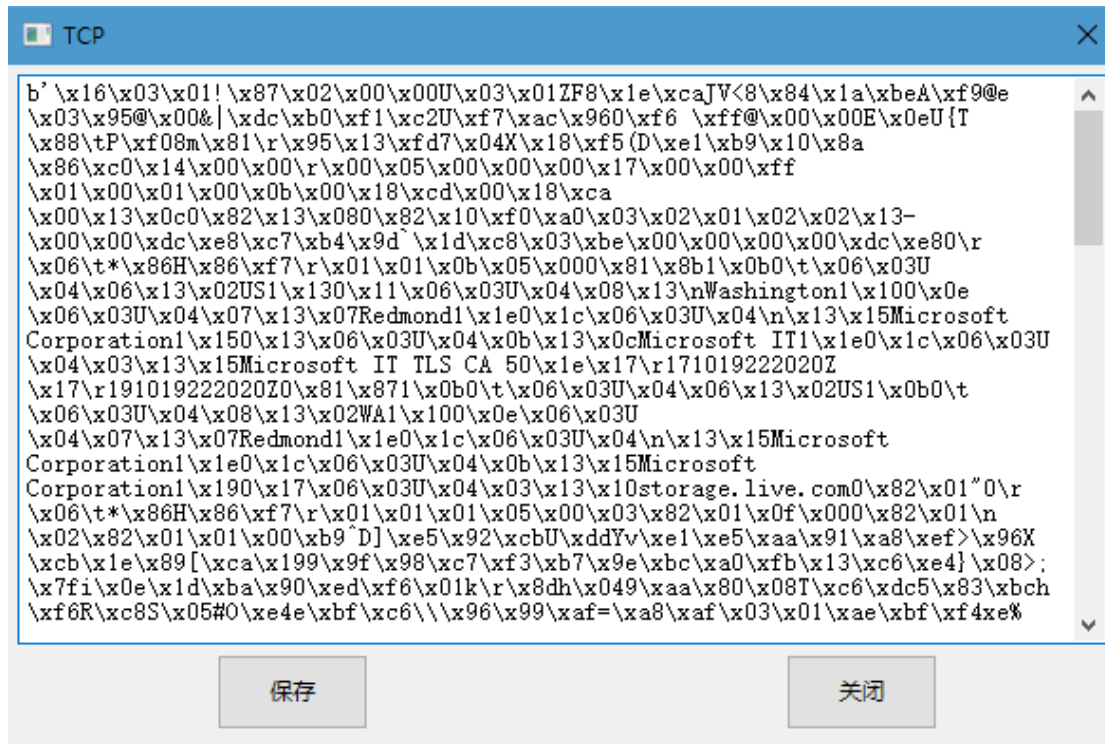 TCP
b'\x16\x03\x01!\x87\x02\x00\x00U\x03\x01ZF8\x1e\xcaJV<8\x84\x1a\xbeA\xf9@e
\x03\x95@\x00&|\xdc\xb0\xf1\xc2U\xf7\xac\x960\xf6 \xff@\x00\x00E\x0eU{T
\x88\tP\xf08m\x81\r\x95\x13\xfd7\x04X\x18\xf5(D\xe1\xb9\x10\x8a
\x86\xc0\x14\x00\x00\r\x00\x05\x00\x00\x00\x17\x00\x00\xff
\x01\x00\x01\x00\x0b\x00\x18\xcd\x00\x18\xca
\x00\x13\x0c0\x82\x13\x080\x82\x10\xf0\xa0\x03\x02\x01\x02\x02\x13-
\x00\x00\xdc\xe8\xc7\xb4\x9d`\x1d\xc8\x03\xbe\x00\x00\x00\x00\xdc\xe80\r
\x06\t*\x86H\x86\xf7\r\x01\x01\x0b\x05\x000\x81\x8b1\x0b0\t\x06\x03U
\x04\x06\x13\x02US1\x130\x11\x06\x03U\x04\x08\x13\nWashington1\x100\x0e
\x06\x03U\x04\x07\x13\x07Redmond1\x1e0\x1c\x06\x03U\x04\n\x13\x15Microsoft
Corporation1\x150\x13\x06\x03U\x04\x0b\x13\x0cMicrosoft IT1\x1e0\x1c\x06\x03U
\x04\x03\x13\x15Microsoft IT TLS CA 50\x1e\x17\r171019222020Z
\x17\r191019222020Z0\x81\x871\x0b0\t\x06\x03U\x04\x06\x13\x02US1\x0b0\t
\x06\x03U\x04\x08\x13\x02WA1\x100\x0e\x06\x03U
\x04\x07\x13\x07Redmond1\x1e0\x1c\x06\x03U\x04\n\x13\x15Microsoft
Corporation1\x1e0\x1c\x06\x03U\x04\x0b\x13\x15Microsoft
Corporation1\x190\x17\x06\x03U\x04\x03\x13\x10storage.live.com0\x82\x01"0\r
\x06\t*\x86H\x86\xf7\r\x01\x01\x01\x05\x00\x03\x82\x01\x0f\x000\x82\x01\n
\x02\x82\x01\x01\x00\xb9^D]\xe5\x92\xcbU\xddYv\xe1\xe5\xaa\x91\xa8\xef>\x96X
\xcb\x1e\x89[\xca\x199\x9f\x98\xc7\xf3\xb7\x9e\xbc\xa0\xfb\x13\xc6\xe4}\x08>;
\x7fi\x0e\x1d\xba\x90\xed\xf6\x01k\r\x8dh\x049\xaa\x80\x08T\xc6\xdc5\x83\xbch
\xf6R\xc8S\x05#O\xe4e\xbf\xc6\\\x96\x99\xaf=\xa8\xaf\x03\x01\xae\xbf\xf4xe%
保存
关闭